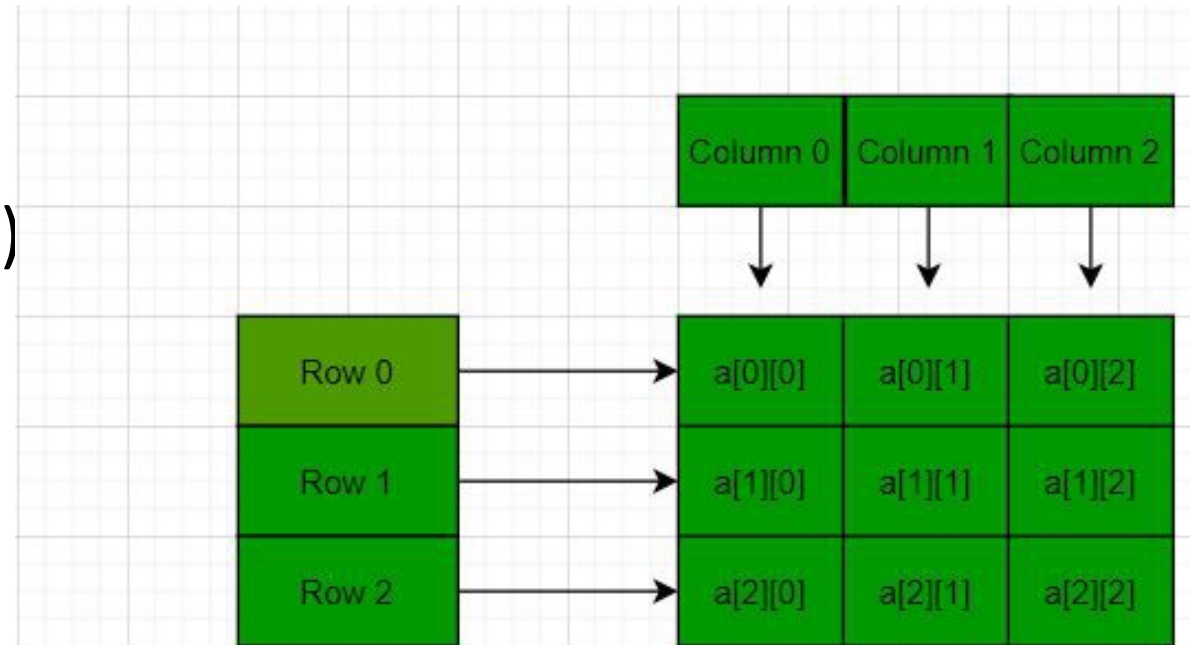 Column 0 Column 1 Column 2
)
Row 0 a[0][0] a[0][1] a[0][2]
Row 1 a[1][0] a[1][1] a[1][2]
Row 2 a[2][0] a[2][1] a[2][2]